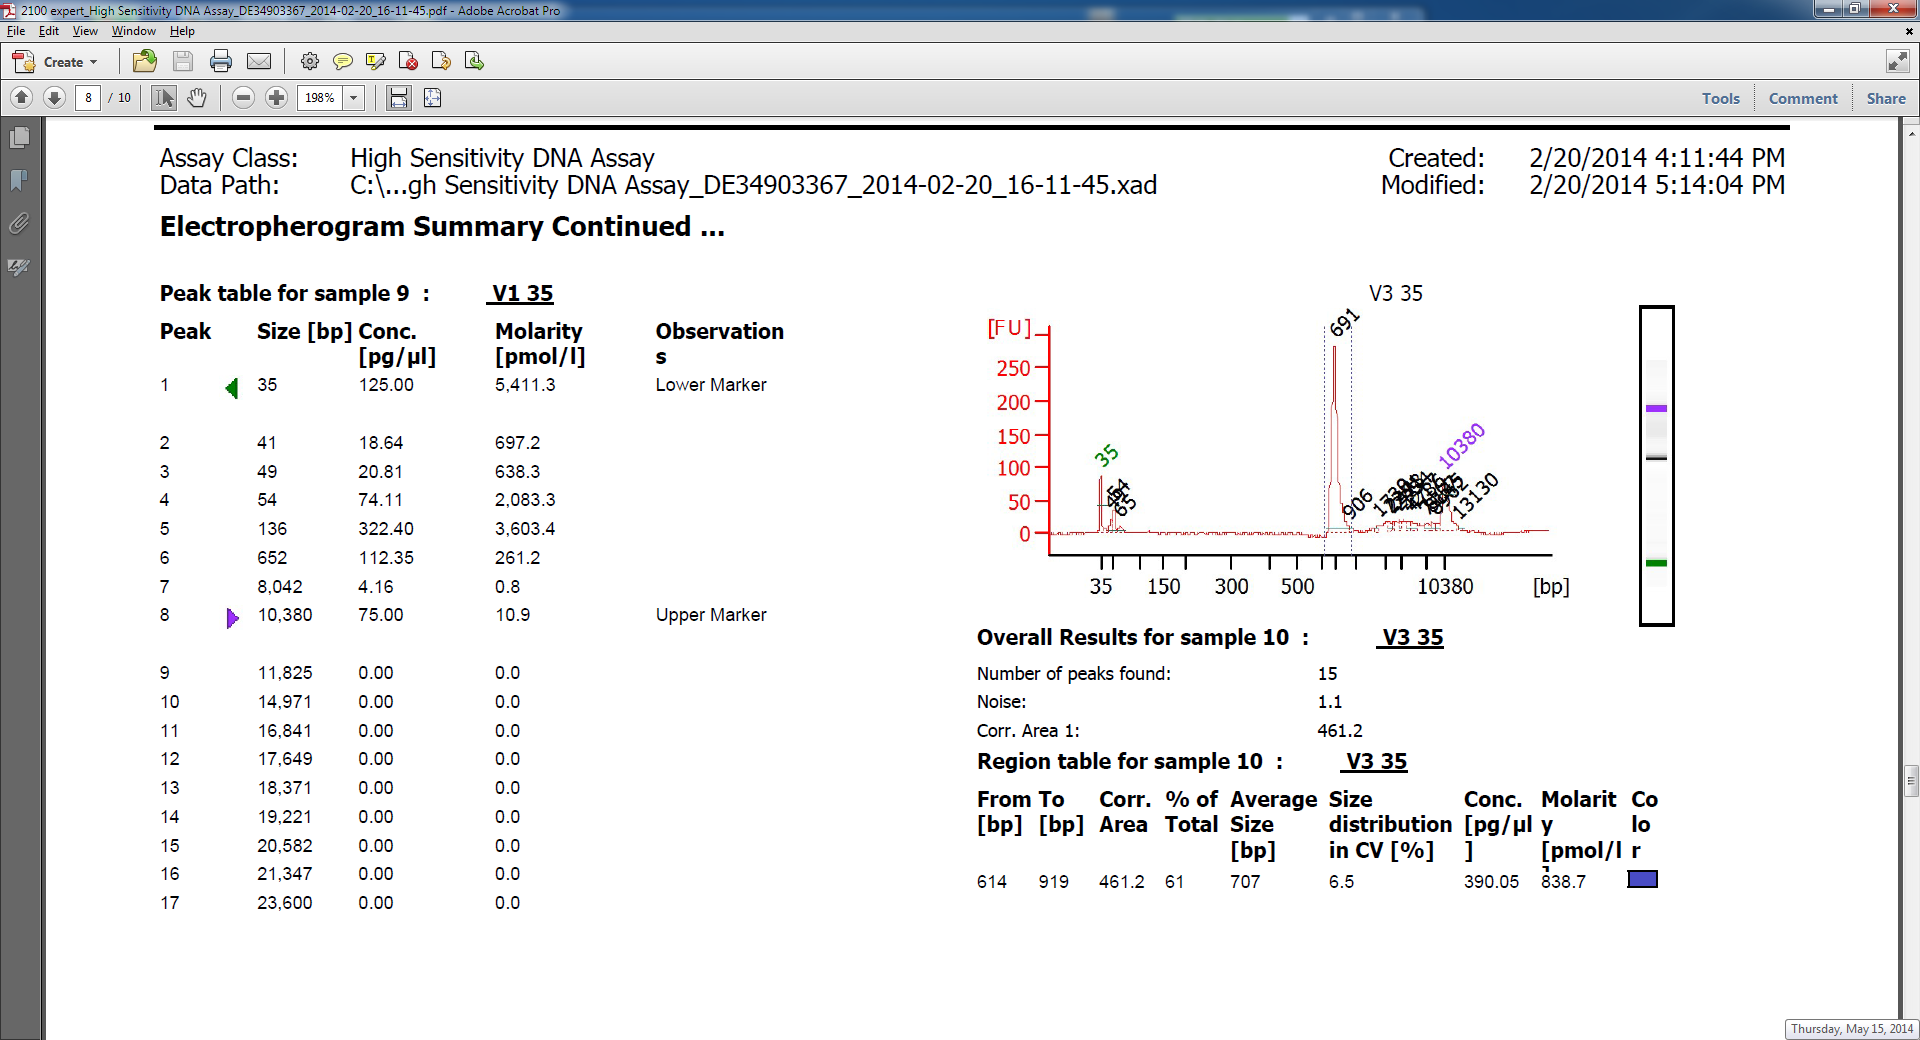 2100 expert_High Sensitivity DNA Assay_DE34903367_2014-02-20_16-11-45.pdf - Adobe Acrobat Pro
File Edit View Window Help
Create
8 / 10 198% Tools Comment Share
Assay Class: High Sensitivity DNA Assay Created: 2/20/2014 4:11:44 PM
Data Path: C:\...gh Sensitivity DNA Assay_DE34903367_2014-02-20_16-11-45.xad Modified: 2/20/2014 5:14:04 PM
Electropherogram Summary Continued ...
Peak table for sample 9 : V1 35
Peak Size [bp] Conc. [pg/µl] Molarity [pmol/l] Observation s
1 35 125.00 5,411.3 Lower Marker
2 41 18.64 697.2
3 49 20.81 638.3
4 54 74.11 2,083.3
5 136 322.40 3,603.4
6 652 112.35 261.2
7 8,042 4.16 0.8
8 10,380 75.00 10.9 Upper Marker
9 11,825 0.00 0.0
10 14,971 0.00 0.0
11 16,841 0.00 0.0
12 17,649 0.00 0.0
13 18,371 0.00 0.0
14 19,221 0.00 0.0
15 20,582 0.00 0.0
16 21,347 0.00 0.0
17 23,600 0.00 0.0
V3 35
[FU]
250
200
150
100
50
0
35
65
691
906
10380
13130
35 150 300 500 10380 [bp]
Overall Results for sample 10 : V3 35
Number of peaks found: 15
Noise: 1.1
Corr. Area 1: 461.2
Region table for sample 10 : V3 35
From To Corr. % of Average Size Conc. Molarit Co
[bp] [bp] Area Total Size distribution [pg/µl y lo
[bp] in CV [%] ] [pmol/l r
614 919 461.2 61 707 6.5 390.05 838.7
Thursday, May 15, 2014